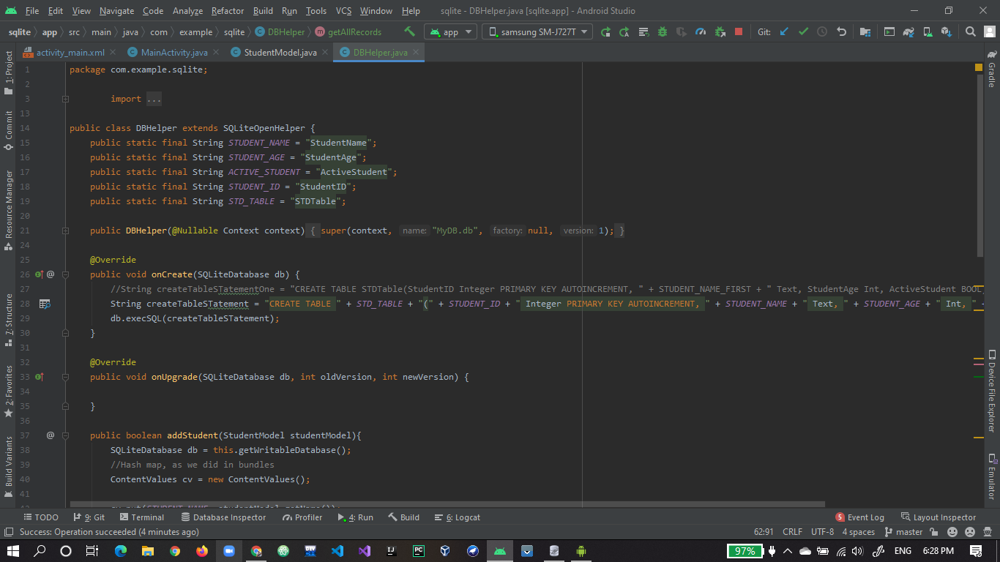 File Edit View Navigate Code Analyze Refactor Build Run Tools VCS Window Help sqlite - DBHelper.java [sqlite.app] - Android Studio
sqlite app src main java com example sqlite DBHelper getAllRecords app samsung SM-J727T Git:
activity_main.xml MainActivity.java StudentModel.java DBHelper.java
1: Project
Commit
Resource Manager
7: Structure
2: Favorites
Build Variants
1 package com.example.sqlite;
2
3 import ...
13
14 public class DBHelper extends SQLiteOpenHelper {
15 public static final String STUDENT_NAME = "StudentName";
16 public static final String STUDENT_AGE = "StudentAge";
17 public static final String ACTIVE_STUDENT = "ActiveStudent";
18 public static final String STUDENT_ID = "StudentID";
19 public static final String STD_TABLE = "STDTable";
20
21 public DBHelper(@Nullable Context context) { super(context, name: "MyDB.db", factory: null, version: 1); }
24
25 @Override
26 public void onCreate(SQLiteDatabase db) {
27 //String createTableSTatementOne = "CREATE TABLE STDTable(StudentID Integer PRIMARY KEY AUTOINCREMENT, " + STUDENT_NAME_FIRST + " Text, StudentAge Int, ActiveStudent BOOL
28 String createTableSTatement = "CREATE TABLE " + STD_TABLE + "(" + STUDENT_ID + " Integer PRIMARY KEY AUTOINCREMENT, " + STUDENT_NAME + " Text, " + STUDENT_AGE + " Int, "
29 db.execSQL(createTableSTatement);
30 }
31
32 @Override
33 public void onUpgrade(SQLiteDatabase db, int oldVersion, int newVersion) {
34
35 }
36
37 public boolean addStudent(StudentModel studentModel){
38 SQLiteDatabase db = this.getWritableDatabase();
39 //Hash map, as we did in bundles
40 ContentValues cv = new ContentValues();
41
Gradle
Device File Explorer
Emulator
TODO 9: Git Terminal Database Inspector Profiler 4: Run Build 6: Logcat 5 Event Log Layout Inspector
Success: Operation succeeded (4 minutes ago) 62:91 CRLF UTF-8 4 spaces master
97% ENG 6:28 PM